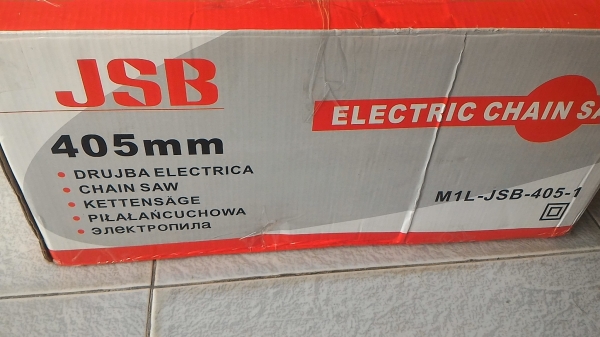 JSB
ELECTRIC CHAIN SA
405mm
• DRUJBA ELECTRICA
• CHAIN SAW
• KETTENSÄGE
• PIŁAŁAŃCUCHOWA
• ЭЛЕКТРОПИЛА
M1L-JSB-405-1